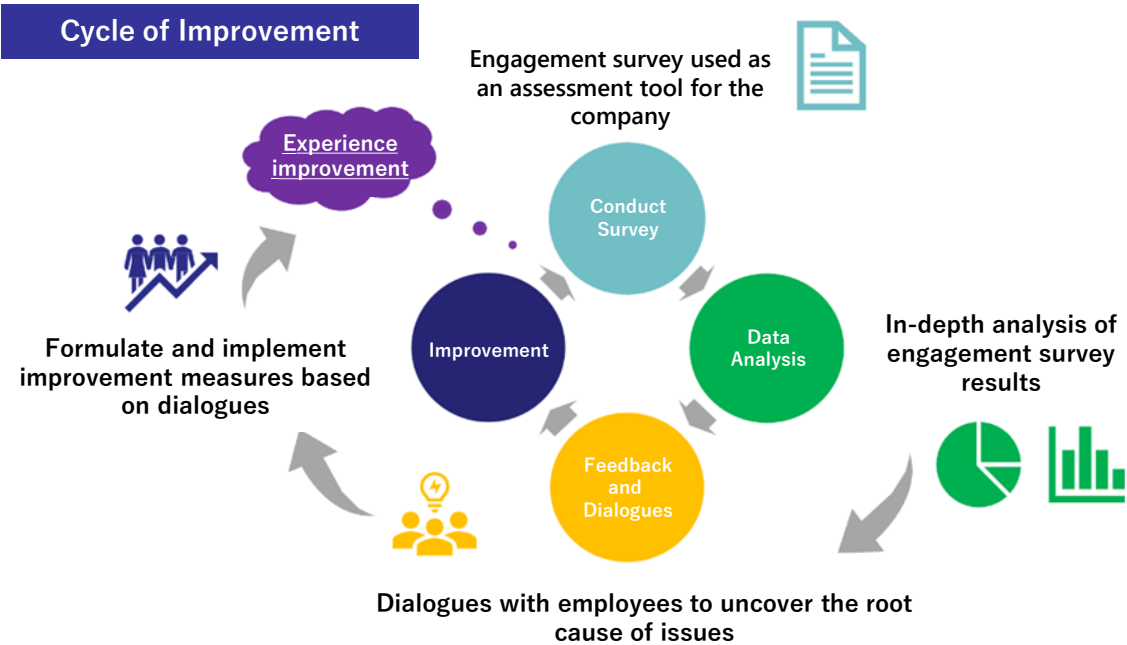 Cycle of Improvement
Engagement survey used as
an assessment tool for the
company
Experience
improvement
Conduct
Survey
Improvement
Data
Analysis
In-depth analysis of
engagement survey
results
Formulate and implement
improvement measures based
on dialogues
Feedback
and
Dialogues
Dialogues with employees to uncover the root
cause of issues